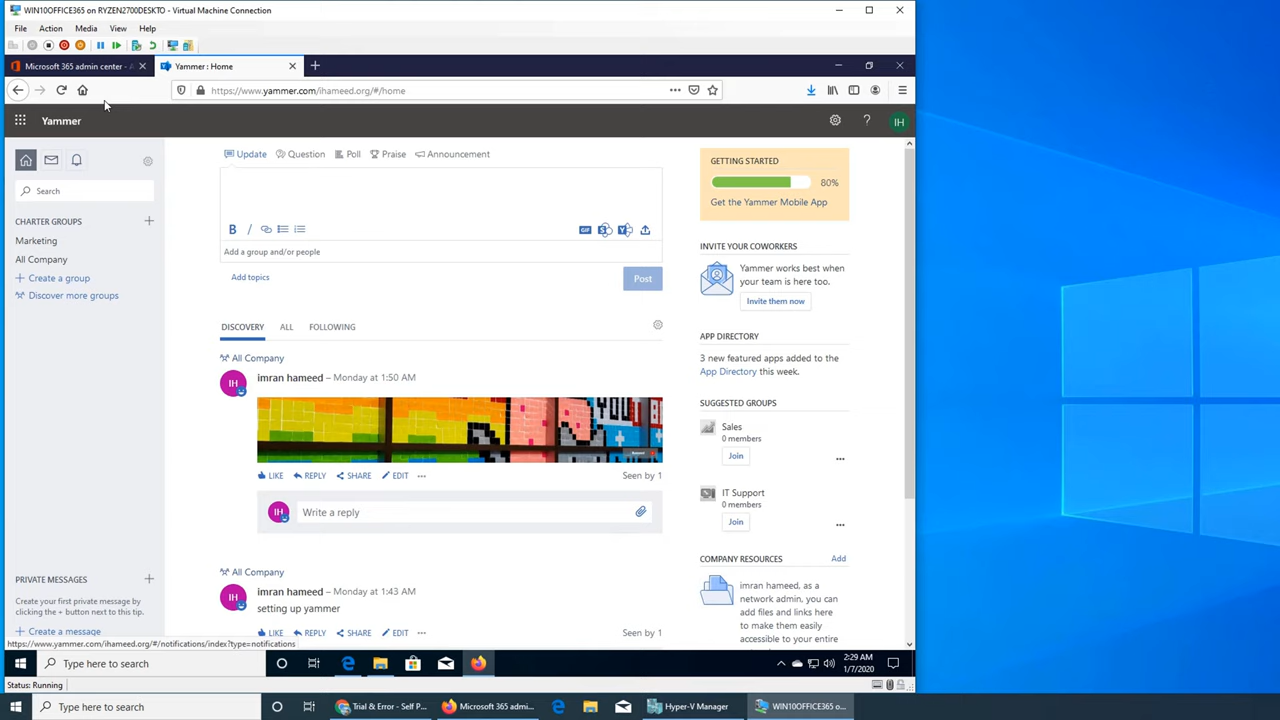 WIN10OFFICE365 on RYZEN2700DESKTO - Virtual Machine Connection
File Action Media View Help
Microsoft 365 admin center - A
Yammer : Home
https://www.yammer.com/ihameed.org/#/home
Yammer
IH
Search
CHARTER GROUPS
Marketing
All Company
Create a group
Discover more groups
PRIVATE MESSAGES
Create your first private message by
clicking the + button next to this tip.
Create a message
https://www.yammer.com/ihameed.org/#/notifications/index?type=notifications
Update Question Poll Praise Announcement
B I
GIF
Add a group and/or people
Add topics
Post
DISCOVERY ALL FOLLOWING
All Company
IH
imran hameed – Monday at 1:50 AM
LIKE REPLY SHARE EDIT ...
Seen by 1
IH
Write a reply
All Company
IH
imran hameed – Monday at 1:43 AM
setting up yammer
LIKE REPLY SHARE EDIT ...
Seen by 1
GETTING STARTED
80%
Get the Yammer Mobile App
INVITE YOUR COWORKERS
Yammer works best when
your team is here too.
Invite them now
APP DIRECTORY
3 new featured apps added to the
App Directory this week.
SUGGESTED GROUPS
Sales
0 members
Join
IT Support
0 members
Join
COMPANY RESOURCES Add
imran hameed, as a
network admin, you can
add files and links here
to make them easily
accessible to your entire
Type here to search
2:29 AM
1/7/2020
Status: Running
Type here to search
Trial & Error - Self P...
Microsoft 365 admi...
Hyper-V Manager
WIN10OFFICE365 o...